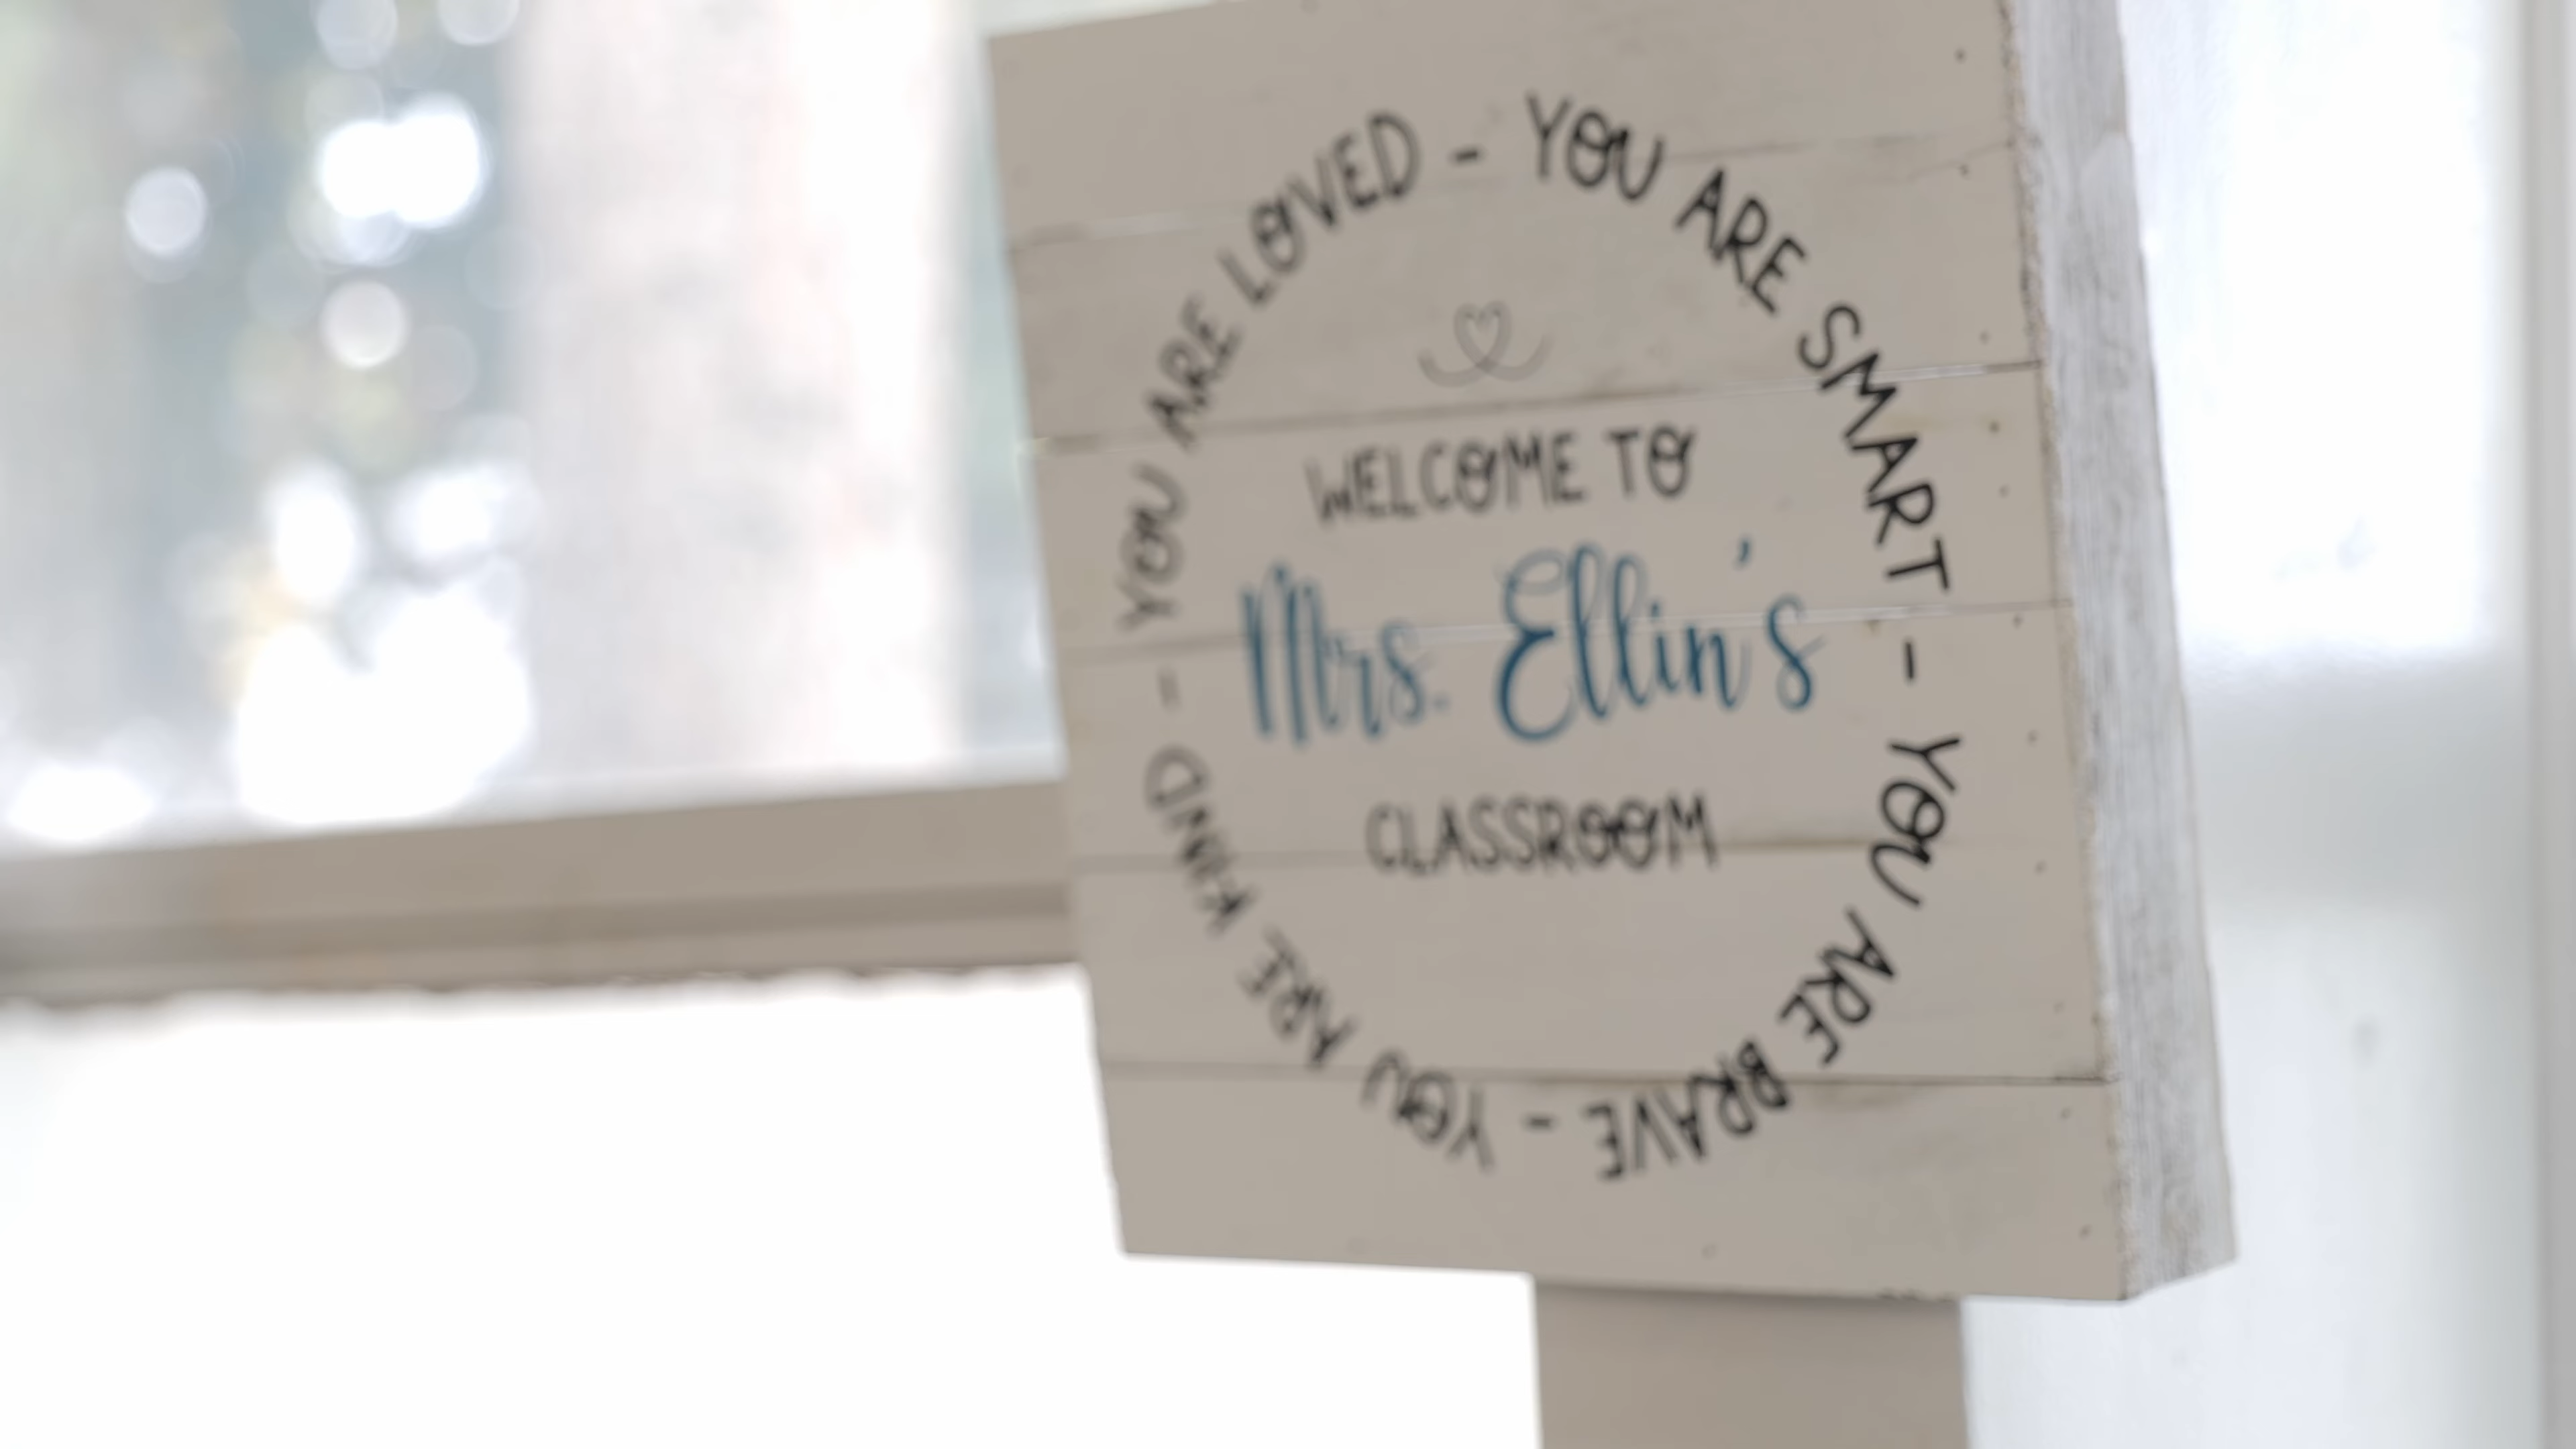 YOU ARE LOVED - YOU ARE SMART - YOU ARE BRAVE - YOU ARE KIND -
WELCOME TO
Mrs. Ellin's
CLASSROOM